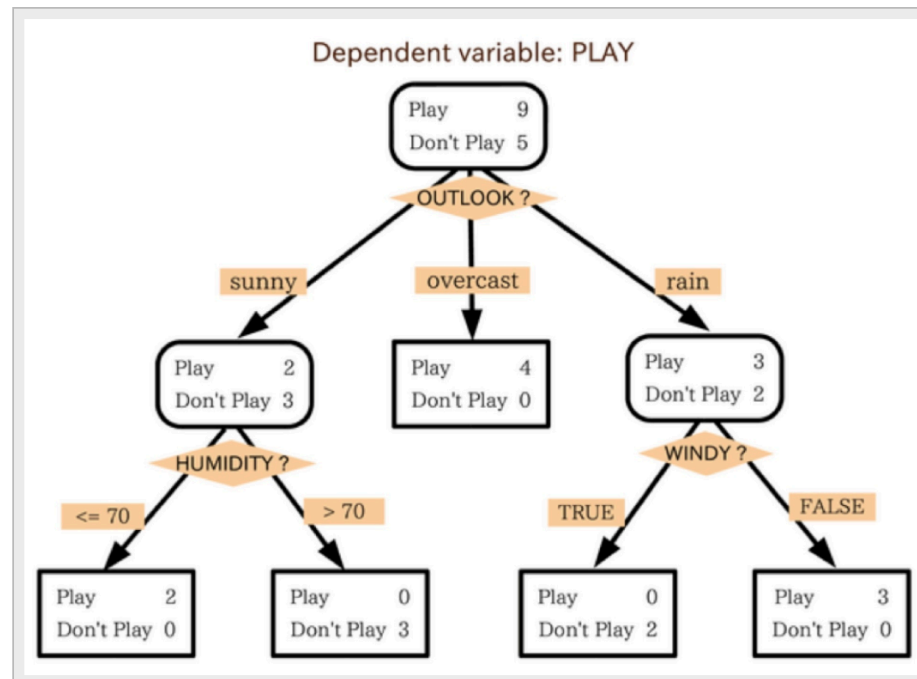 Dependent variable: PLAY
Play 9
Don't Play 5
OUTLOOK ?
sunny
overcast
rain
Play 2
Don't Play 3
Play 4
Don't Play 0
Play 3
Don't Play 2
HUMIDITY ?
WINDY ?
<= 70
> 70
TRUE
FALSE
Play 2
Don't Play 0
Play 0
Don't Play 3
Play 0
Don't Play 2
Play 3
Don't Play 0